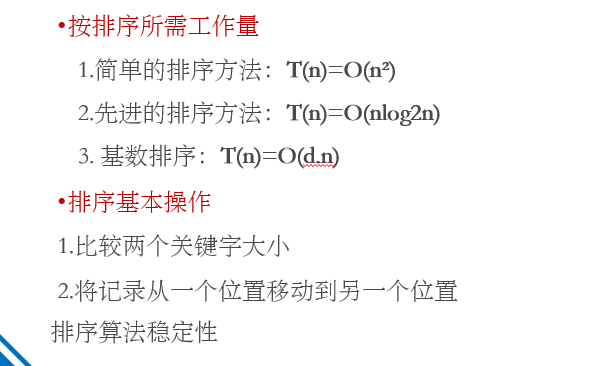 •按排序所需工作量
1.简单的排序方法：T(n)=O(n²)
2.先进的排序方法：T(n)=O(nlog2n)
3. 基数排序：T(n)=O(d.n)
•排序基本操作
1.比较两个关键字大小
2.将记录从一个位置移动到另一个位置
排序算法稳定性